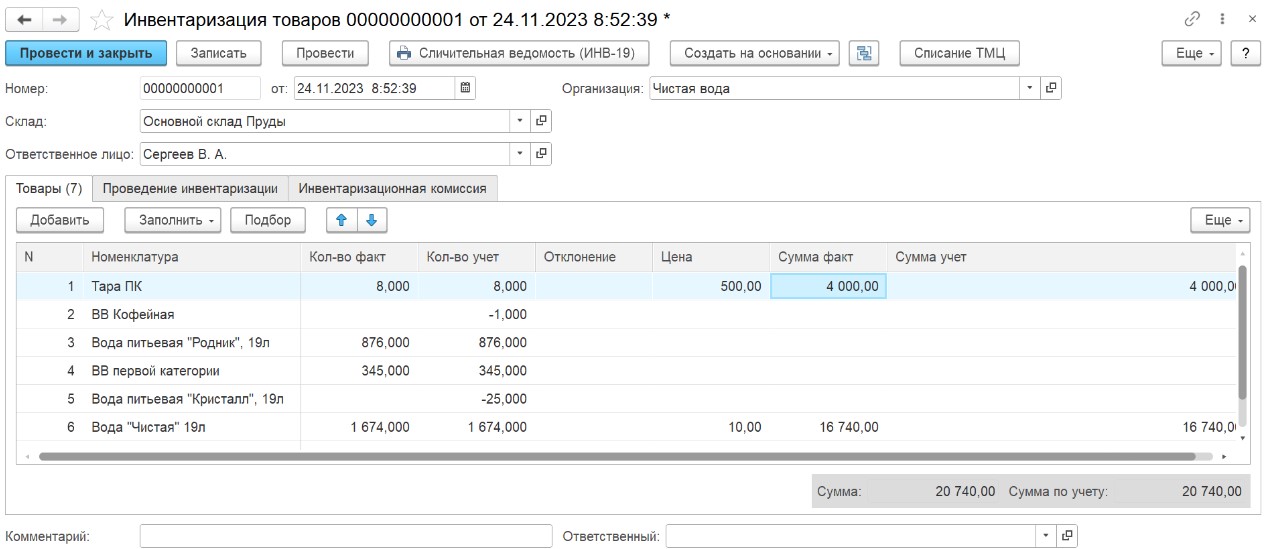 Инвентаризация товаров 00000000001 от 24.11.2023 8:52:39 *
Провести и закрыть Записать Провести Сличительная ведомость (ИНВ-19) Создать на основании Списание ТМЦ Еще ?
Номер: 00000000001 от: 24.11.2023 8:52:39 Организация: Чистая вода
Склад: Основной склад Пруды
Ответственное лицо: Сергеев В. А.
Товары (7) Проведение инвентаризации Инвентаризационная комиссия
Добавить Заполнить Подбор Еще
N Номенклатура Кол-во факт Кол-во учет Отклонение Цена Сумма факт Сумма учет
1 Тара ПК 8,000 8,000 500,00 4 000,00 4 000,0
2 ВВ Кофейная -1,000
3 Вода питьевая "Родник", 19л 876,000 876,000
4 ВВ первой категории 345,000 345,000
5 Вода питьевая "Кристалл", 19л -25,000
6 Вода "Чистая" 19л 1 674,000 1 674,000 10,00 16 740,00 16 740,0
Сумма: 20 740,00 Сумма по учету: 20 740,00
Комментарий: Ответственный: